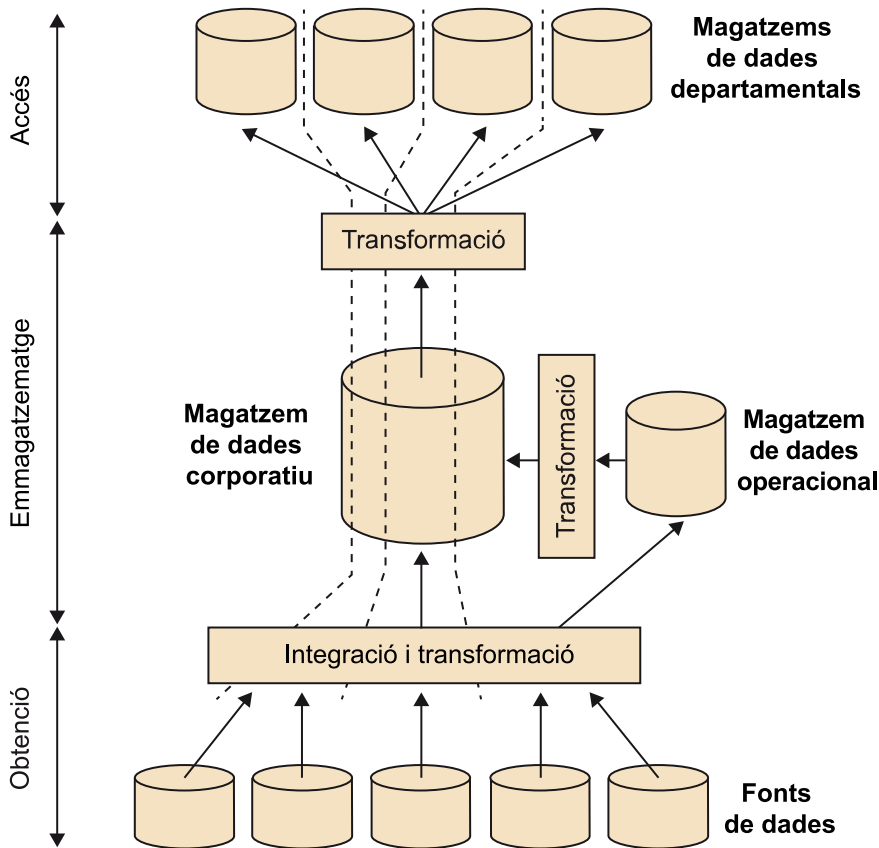 Accés
Magatzems
de dades
departamentals
Transformació
Emmagatzematge
Magatzem
de dades
corporatiu
Transformació
Magatzem
de dades
operacional
Integració i transformació
Obtenció
Fonts
de dades